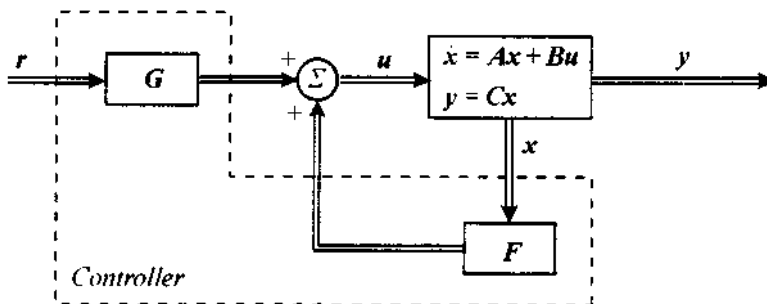 r
G
+
Σ
+
u
ẋ = Ax + Bu
y = Cx
y
x
F
Controller